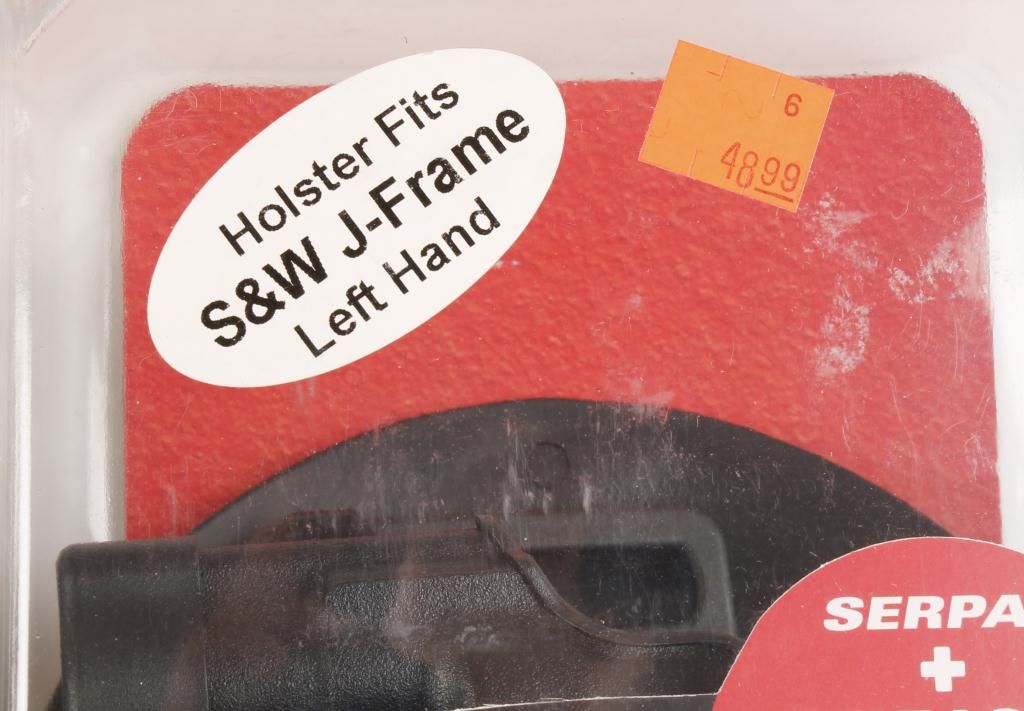 Holster Fits
S&W J-Frame
Left Hand
6
4899
SERPA
+